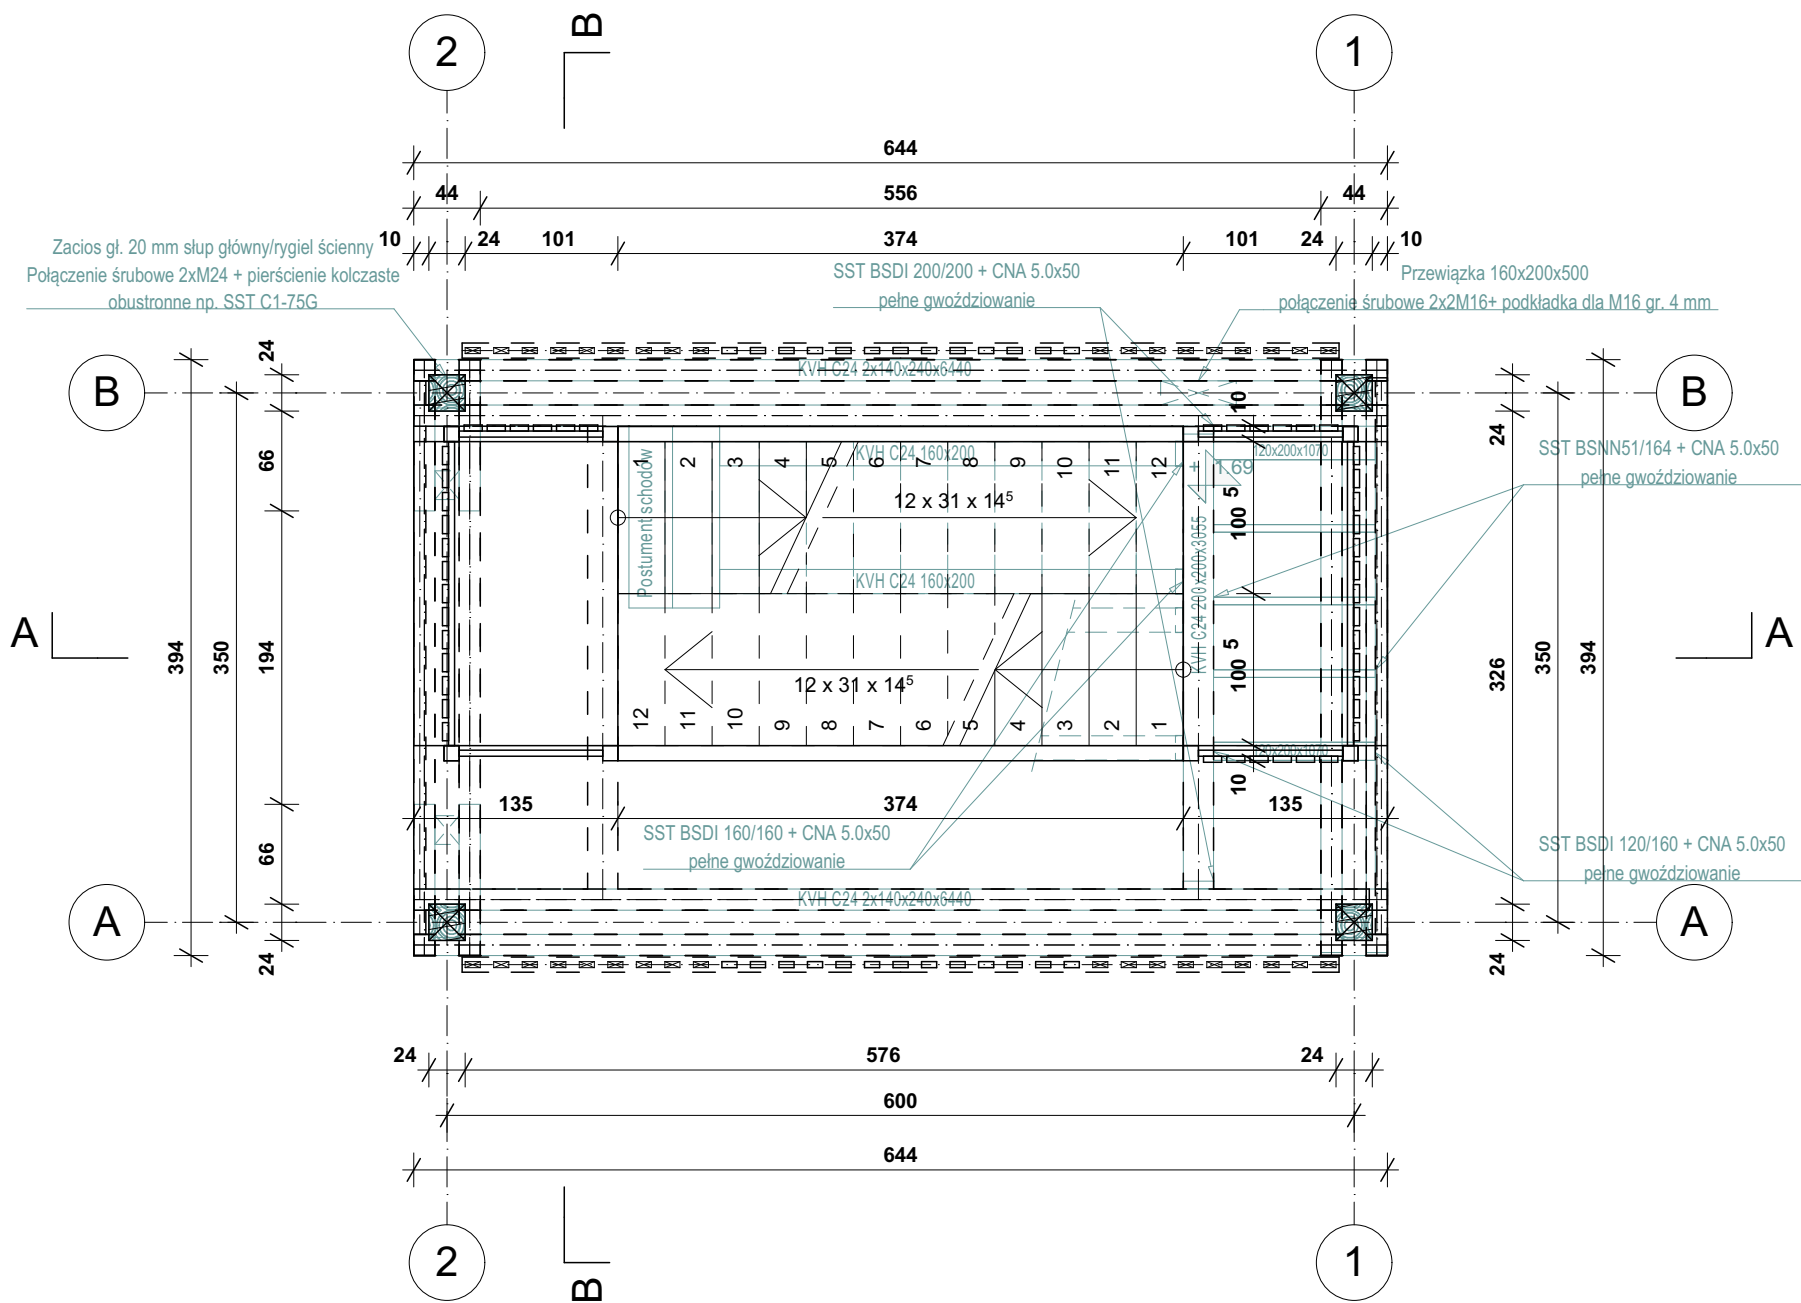 2
B
1
644
44
556
44
10
24
101
374
101
24
10
Zacios gł. 20 mm słup główny/rygiel ścienny
Połączenie śrubowe 2xM24 + pierścienie kolczaste
obustronne np. SST C1-75G
SST BSDI 200/200 + CNA 5.0x50
pełne gwoździowanie
Przewiązka 160x200x500
połączenie śrubowe 2x2M16+ podkładka dla M16 gr. 4 mm
B
B
KVH C24 2x140x240x6440
24
66
194
66
24
394
350
10
24
326
24
350
394
SST BSNN51/164 + CNA 5.0x50
pełne gwoździowanie
120x200x1070
+ 1.69
1
2
3
4
5
6
7
8
9
10
11
12
KVH C24 160x200
12 x 31 x 14⁵
Postument schodów
KVH C24 160x200
KVH C24 200x200x3055
100 5
100 5
A
A
12 x 31 x 14⁵
12
11
10
9
8
7
6
5
4
3
2
1
120x200x1070
10
135
374
135
SST BSDI 160/160 + CNA 5.0x50
pełne gwoździowanie
SST BSDI 120/160 + CNA 5.0x50
pełne gwoździowanie
KVH C24 2x140x240x6440
A
A
24
576
24
600
644
2
B
1